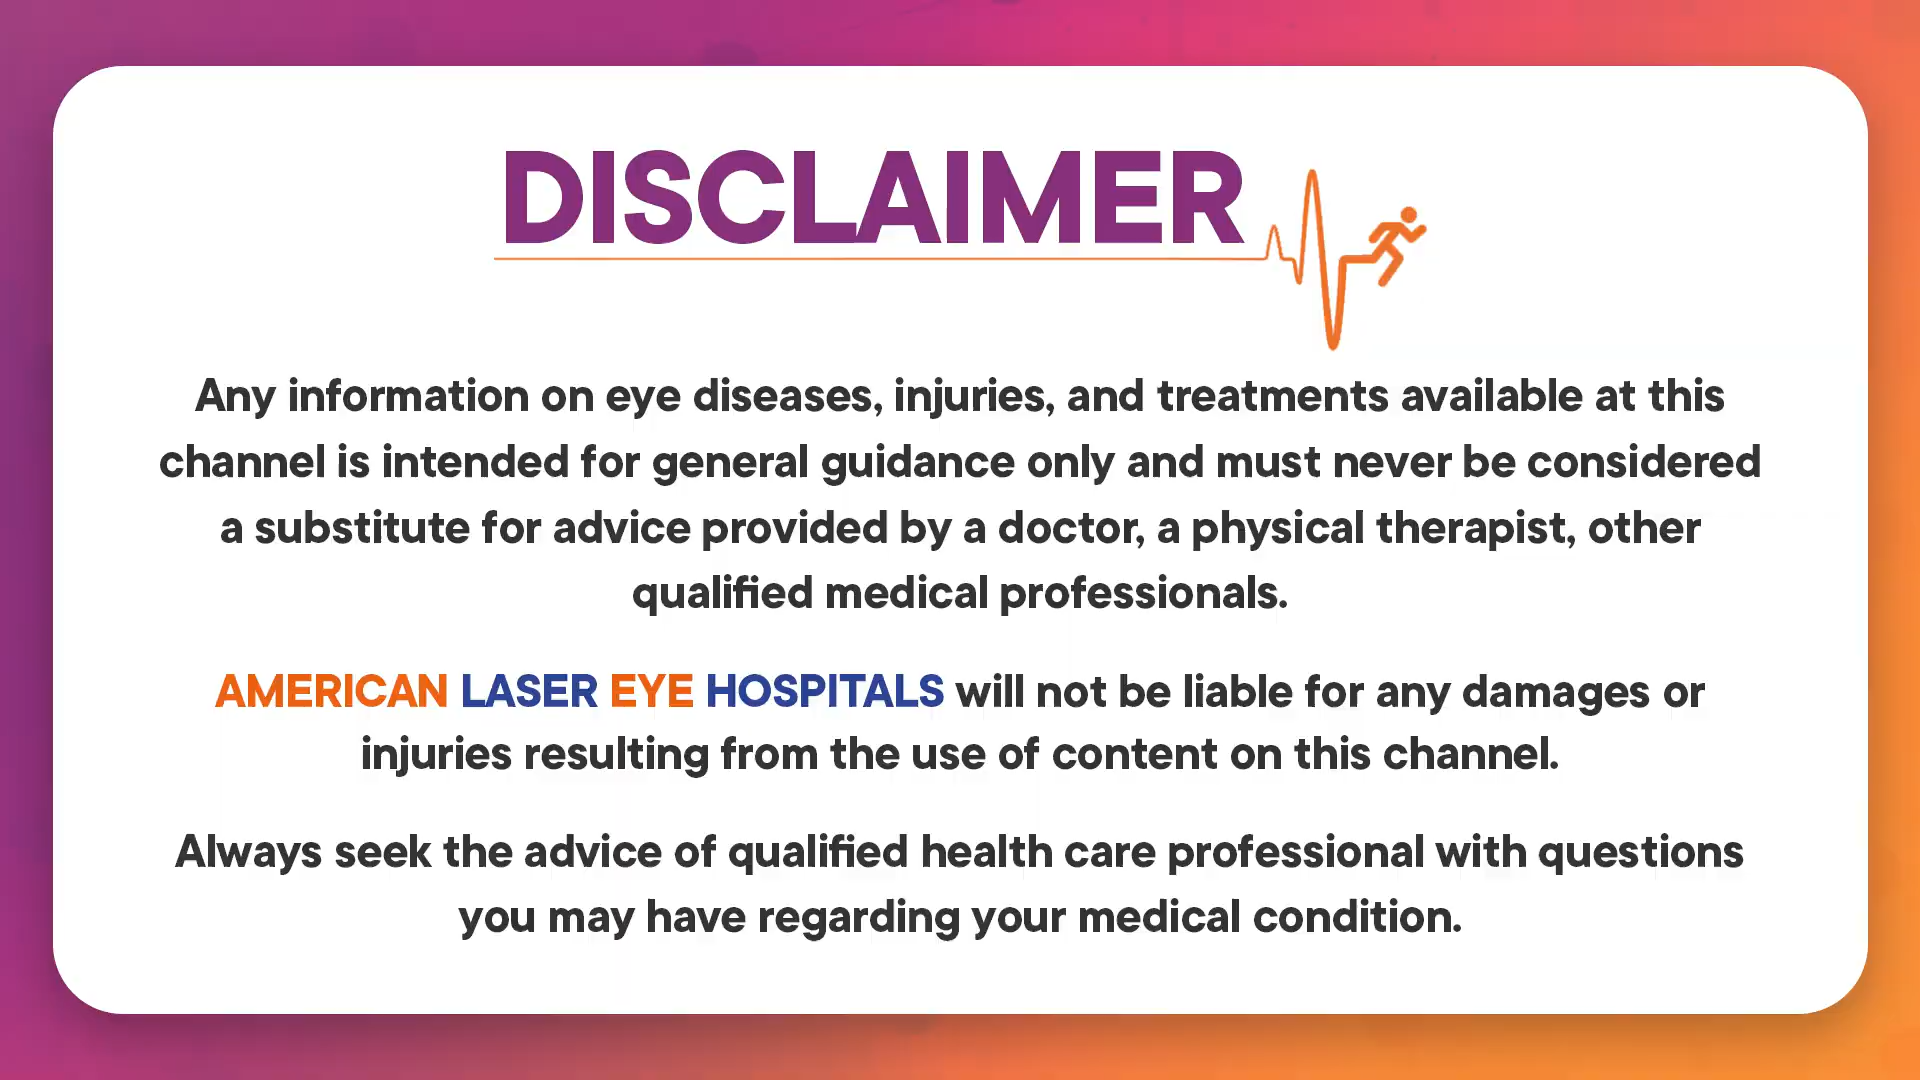 DISCLAIMER
Any information on eye diseases, injuries, and treatments available at this
channel is intended for general guidance only and must never be considered
a substitute for advice provided by a doctor, a physical therapist, other
qualified medical professionals.
AMERICAN LASER EYE HOSPITALS will not be liable for any damages or
injuries resulting from the use of content on this channel.
Always seek the advice of qualified health care professional with questions
you may have regarding your medical condition.